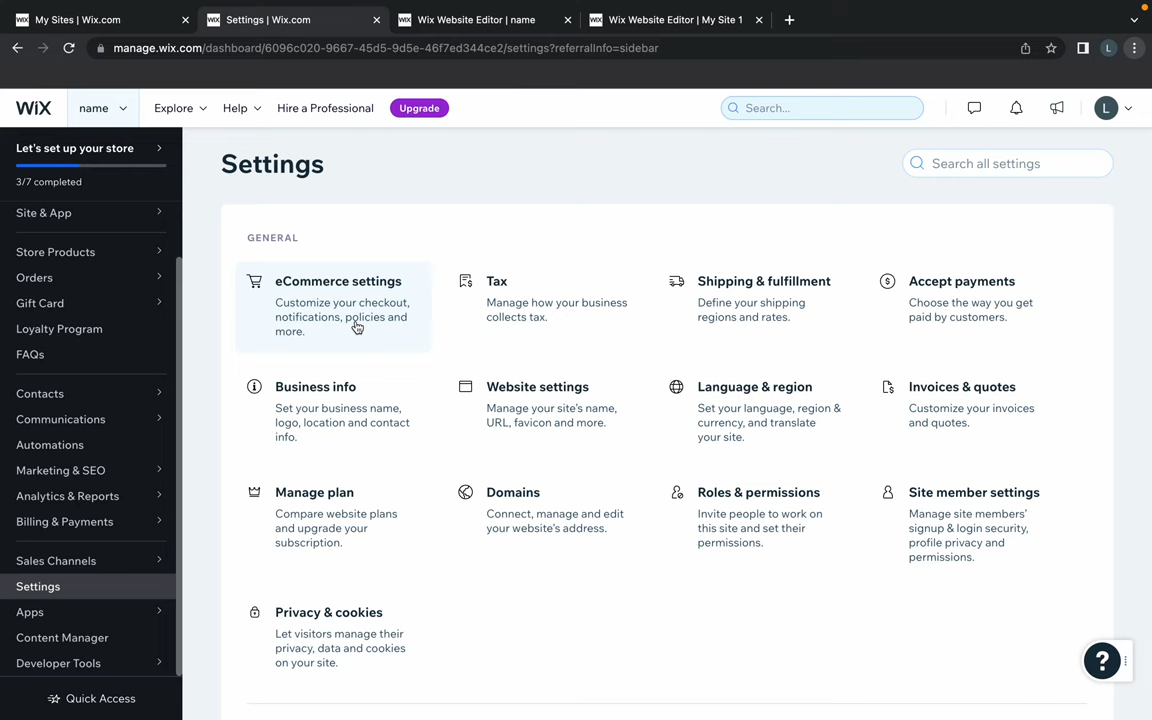 WIX My Sites | Wix.com
WIX Settings | Wix.com
WIX Wix Website Editor | name
WIX Wix Website Editor | My Site 1
manage.wix.com/dashboard/6096c020-9667-45d5-9d5e-46f7ed344ce2/settings?referralInfo=sidebar
L
WiX name Explore Help Hire a Professional Upgrade Search... L
Let's set up your store
3/7 completed
Site & App
Store Products
Orders
Gift Card
Loyalty Program
FAQs
Contacts
Communications
Automations
Marketing & SEO
Analytics & Reports
Billing & Payments
Sales Channels
Settings
Apps
Content Manager
Developer Tools
Quick Access
Settings
Search all settings
GENERAL
eCommerce settings
Customize your checkout,
notifications, policies and
more.
Tax
Manage how your business
collects tax.
Shipping & fulfillment
Define your shipping
regions and rates.
Accept payments
Choose the way you get
paid by customers.
Business info
Set your business name,
logo, location and contact
info.
Website settings
Manage your site's name,
URL, favicon and more.
Language & region
Set your language, region &
currency, and translate
your site.
Invoices & quotes
Customize your invoices
and quotes.
Manage plan
Compare website plans
and upgrade your
subscription.
Domains
Connect, manage and edit
your website's address.
Roles & permissions
Invite people to work on
this site and set their
permissions.
Site member settings
Manage site members'
signup & login security,
profile privacy and
permissions.
Privacy & cookies
Let visitors manage their
privacy, data and cookies
on your site.
?